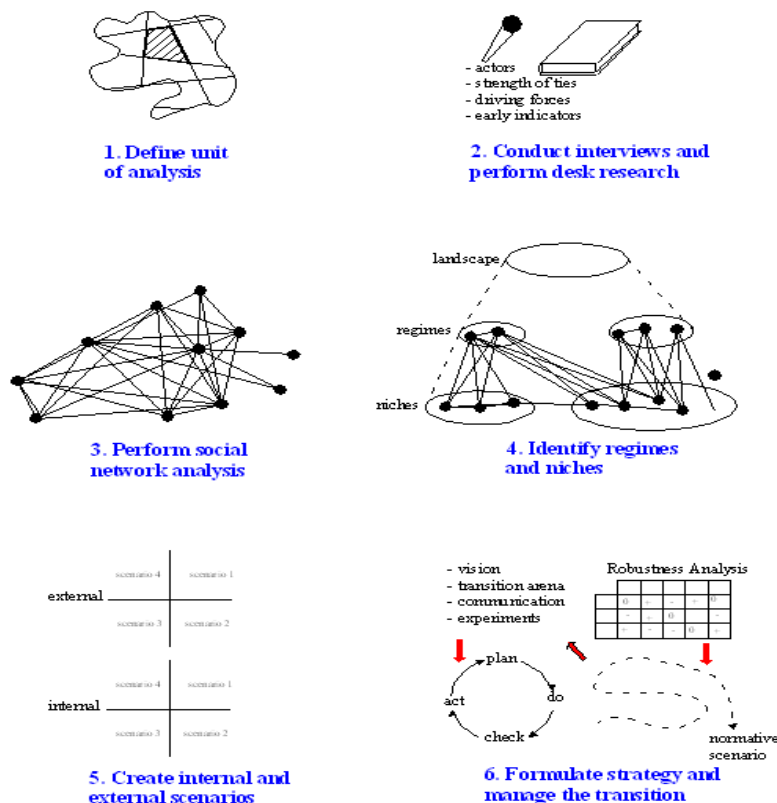 - actors
- strength of ties
- driving forces
- early indicators
1. Define unit
of analysis
2. Conduct interviews and
perform desk research
landscape
regimes
niches
3. Perform social
network analysis
4. Identify regimes
and niches
scenario 4 scenario 1
external
scenario 3 scenario 2
scenario 4 scenario 1
internal
scenario 3 scenario 2
5. Create internal and
external scenarios
- vision
- transition arena
- communication
- experiments
Robustness Analysis
0 + - + 0
- + 0 -
+ - - 0 +
plan
do
check
act
normative
scenario
6. Formulate strategy and
manage the transition